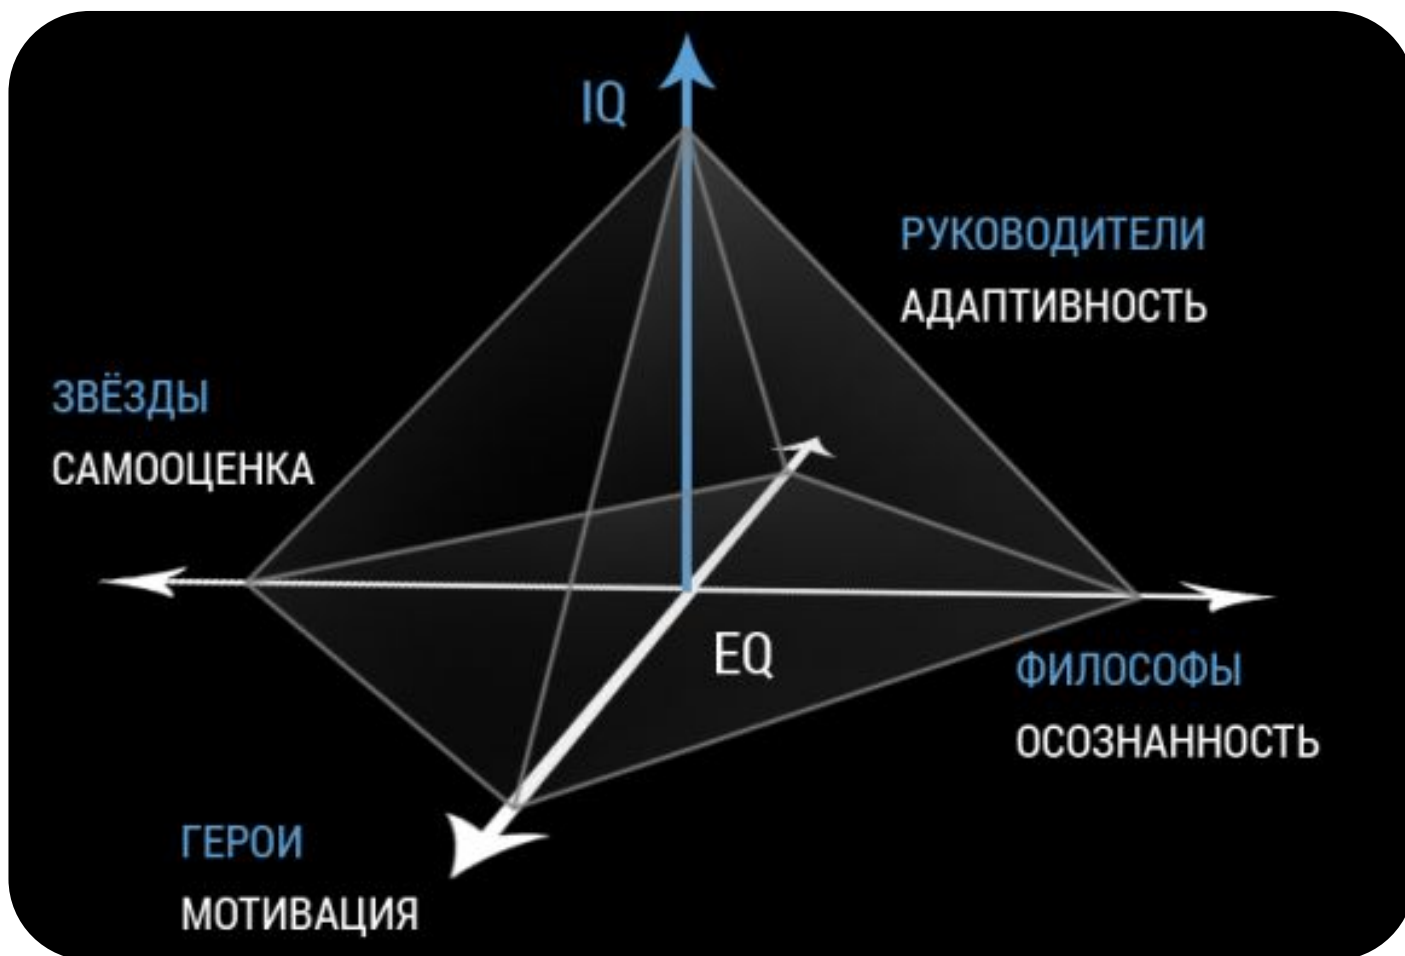 IQ
РУКОВОДИТЕЛИ
АДАПТИВНОСТЬ
ЗВЁЗДЫ
САМООЦЕНКА
EQ
ФИЛОСОФЫ
ОСОЗНАННОСТЬ
ГЕРОИ
МОТИВАЦИЯ